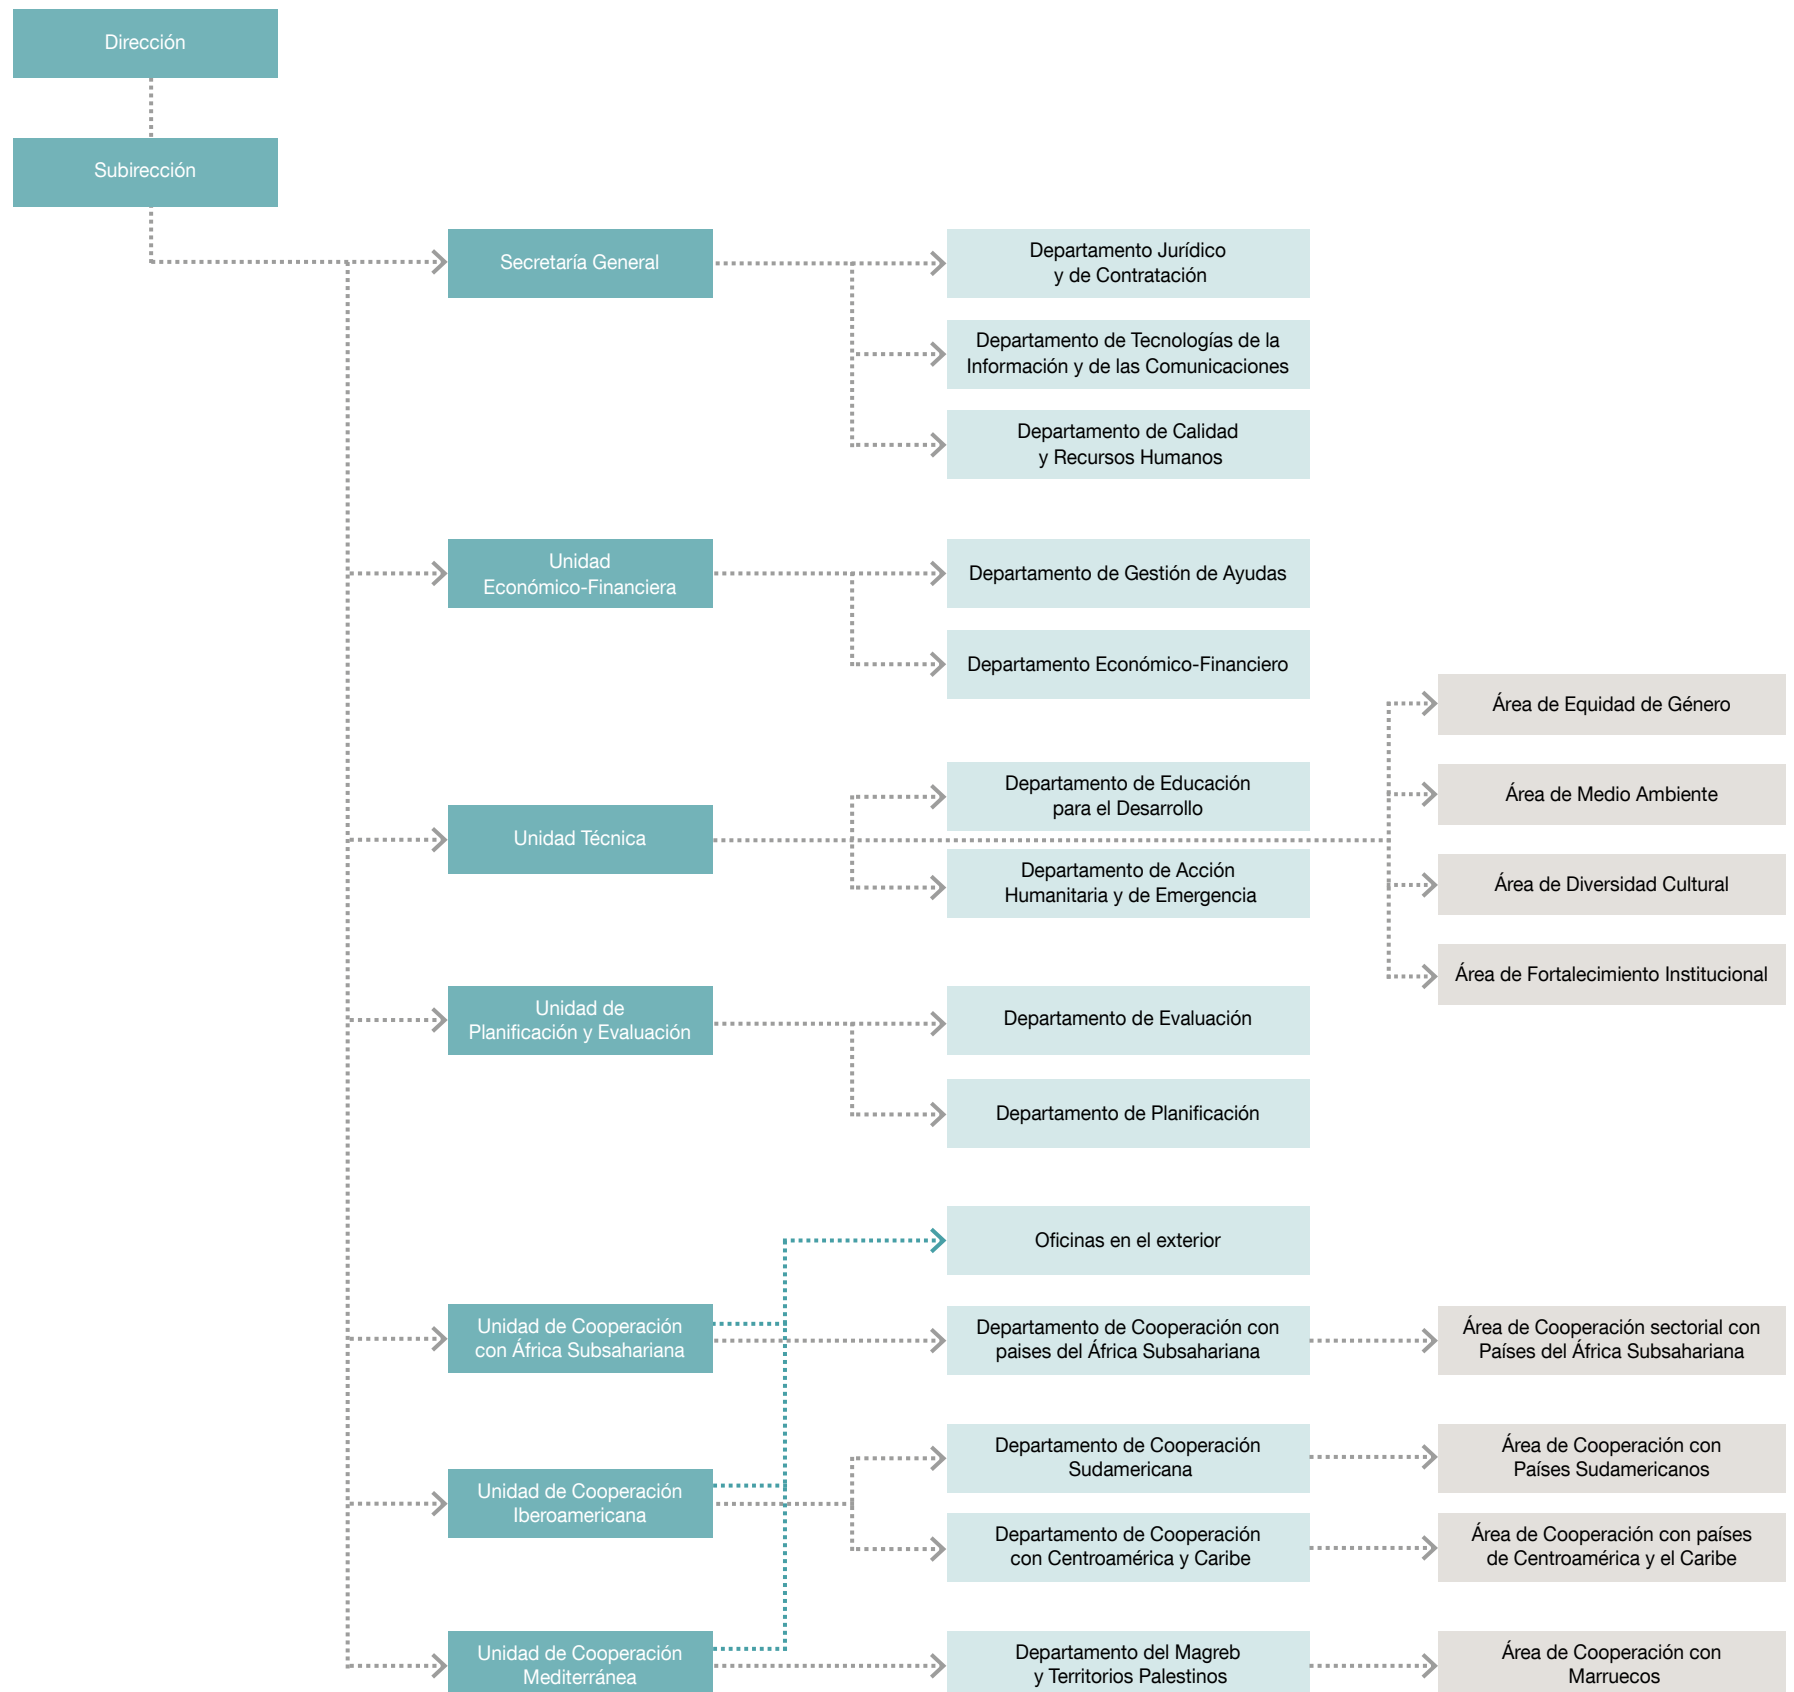 Dirección
Subirección
Secretaría General
Departamento Jurídico
y de Contratación
Departamento de Tecnologías de la
Información y de las Comunicaciones
Departamento de Calidad
y Recursos Humanos
Unidad
Económico-Financiera
Departamento de Gestión de Ayudas
Departamento Económico-Financiero
Unidad Técnica
Departamento de Educación
para el Desarrollo
Departamento de Acción
Humanitaria y de Emergencia
Área de Equidad de Género
Área de Medio Ambiente
Área de Diversidad Cultural
Área de Fortalecimiento Institucional
Unidad de
Planificación y Evaluación
Departamento de Evaluación
Departamento de Planificación
Oficinas en el exterior
Unidad de Cooperación
con África Subsahariana
Departamento de Cooperación con
paises del África Subsahariana
Área de Cooperación sectorial con
Países del África Subsahariana
Unidad de Cooperación
Iberoamericana
Departamento de Cooperación
Sudamericana
Área de Cooperación con
Países Sudamericanos
Departamento de Cooperación
con Centroamérica y Caribe
Área de Cooperación con países
de Centroamérica y el Caribe
Unidad de Cooperación
Mediterránea
Departamento del Magreb
y Territorios Palestinos
Área de Cooperación con
Marruecos